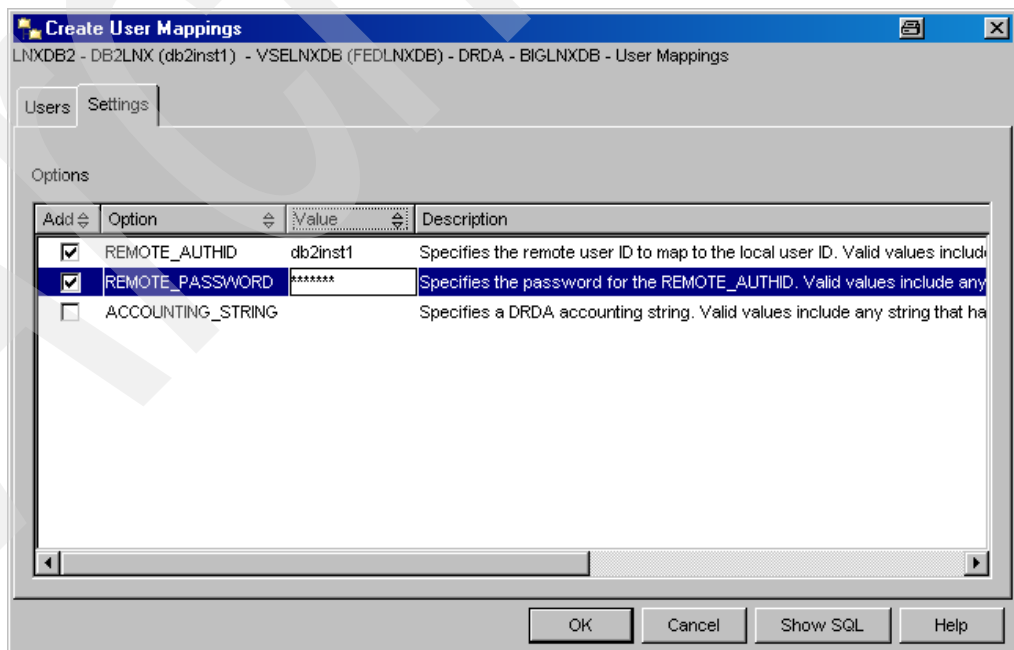 Create User Mappings
LNXDB2 - DB2LNX (db2inst1) - VSELNXDB (FEDLNXDB) - DRDA - BIGLNXDB - User Mappings
Users Settings
Options
Add Option Value Description
REMOTE_AUTHID db2inst1 Specifies the remote user ID to map to the local user ID. Valid values includ
REMOTE_PASSWORD ******* Specifies the password for the REMOTE_AUTHID. Valid values include any
ACCOUNTING_STRING Specifies a DRDA accounting string. Valid values include any string that ha
OK Cancel Show SQL Help